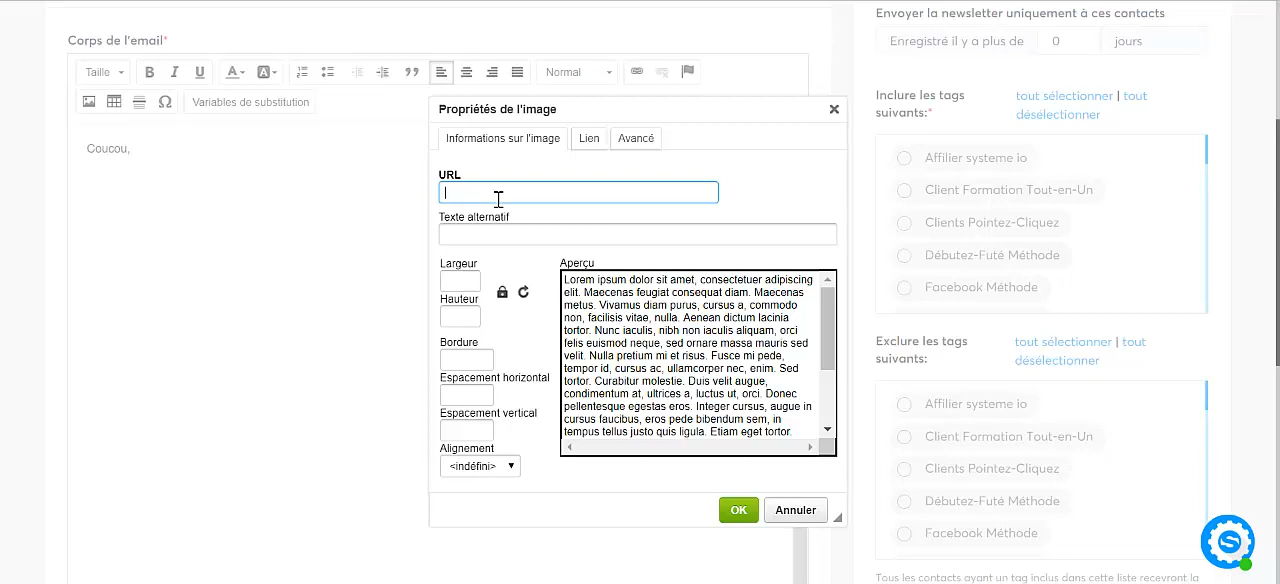 Corps de l'email*
Taille
B I U A A
Normal
Variables de substitution
Coucou,
Propriétés de l'image
Informations sur l'image
Lien
Avancé
URL
Texte alternatif
Largeur
Hauteur
Bordure
Espacement horizontal
Espacement vertical
Alignement
<indéfini>
Aperçu
Lorem ipsum dolor sit amet, consectetuer adipiscing
elit. Maecenas feugiat consequat diam. Maecenas
metus. Vivamus diam purus, cursus a, commodo
non, facilisis vitae, nulla. Aenean dictum lacinia
tortor. Nunc iaculis, nibh non iaculis aliquam, orci
felis euismod neque, sed ornare massa mauris sed
velit. Nulla pretium mi et risus. Fusce mi pede,
tempor id, cursus ac, ullamcorper nec, enim. Sed
tortor. Curabitur molestie. Duis velit augue,
condimentum at, ultrices a, luctus ut, orci. Donec
pellentesque egestas eros. Integer cursus, augue in
cursus faucibus, eros pede bibendum sem, in
tempus tellus justo quis ligula. Etiam eget tortor.
OK
Annuler
Envoyer la newsletter uniquement à ces contacts
Enregistré il y a plus de 0 jours
Inclure les tags
suivants:*
tout sélectionner | tout
désélectionner
Affilier systeme io
Client Formation Tout-en-Un
Clients Pointez-Cliquez
Débutez-Futé Méthode
Facebook Méthode
Exclure les tags
suivants:
tout sélectionner | tout
désélectionner
Affilier systeme io
Client Formation Tout-en-Un
Clients Pointez-Cliquez
Débutez-Futé Méthode
Facebook Méthode
Tous les contacts ayant un tag inclus dans cette liste recevront la